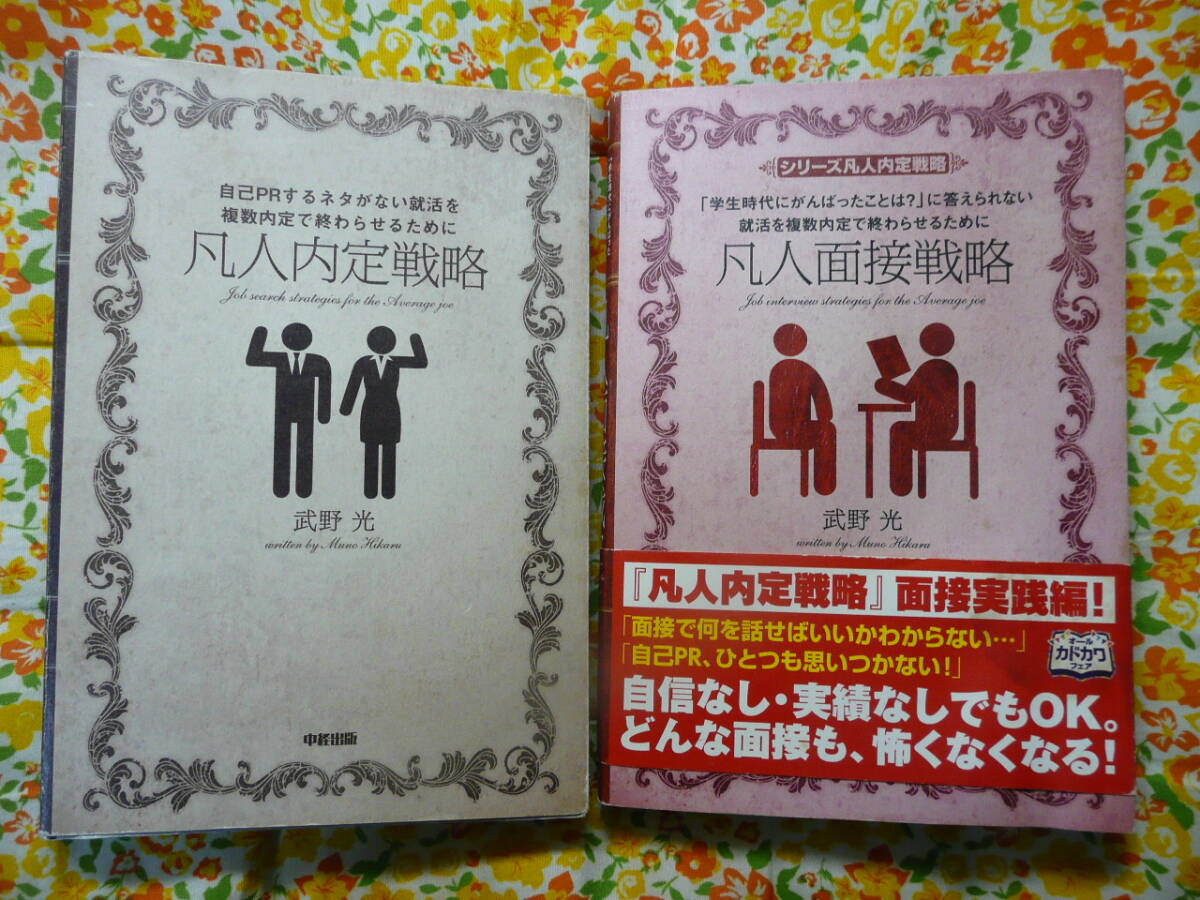 自己PRするネタがない就活を
複数内定で終わらせるために
凡人内定戦略
Job search strategies for the Average joe
武野 光
written by Muno Hikaru
中経出版
シリーズ凡人内定戦略
「学生時代にがんばったことは?」に答えられない
就活を複数内定で終わらせるために
凡人面接戦略
Job interview strategies for the Average joe
武野 光
written by Muno Hikaru
『凡人内定戦略』面接実践編!
「面接で何を話せばいいかわからない…」
「自己PR、ひとつも思いつかない!」
オール
カドカワ
フェア
自信なし・実績なしでもOK。
どんな面接も、怖くなくなる!